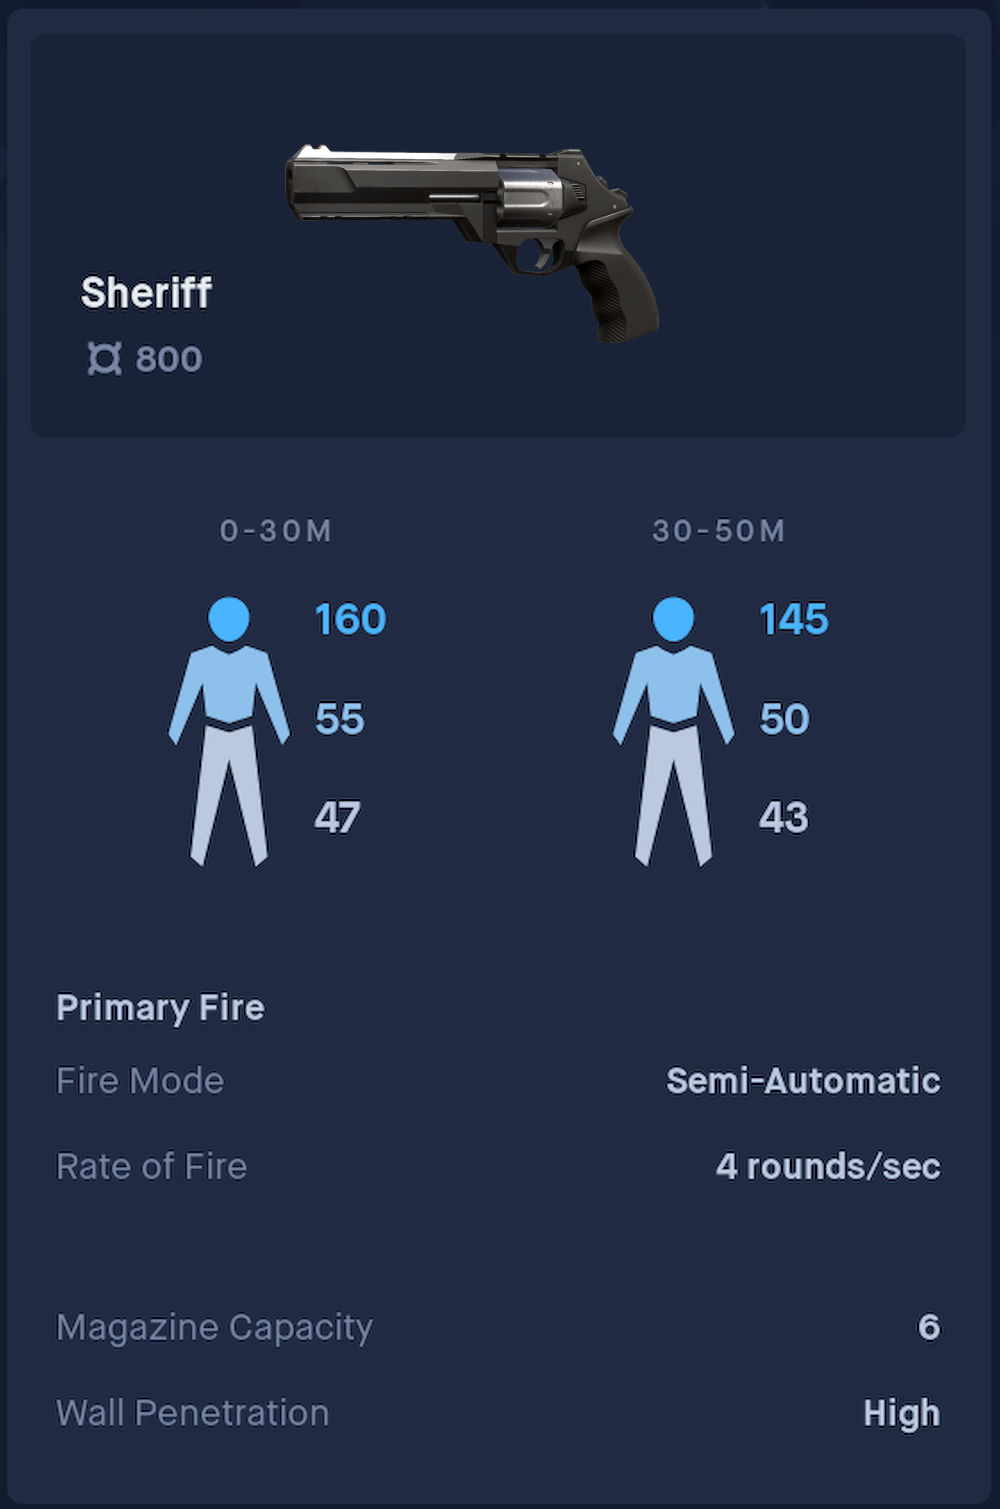 Sheriff
¤ 800
0-30M 30-50M
160 145
55 50
47 43
Primary Fire
Fire Mode Semi-Automatic
Rate of Fire 4 rounds/sec
Magazine Capacity 6
Wall Penetration High